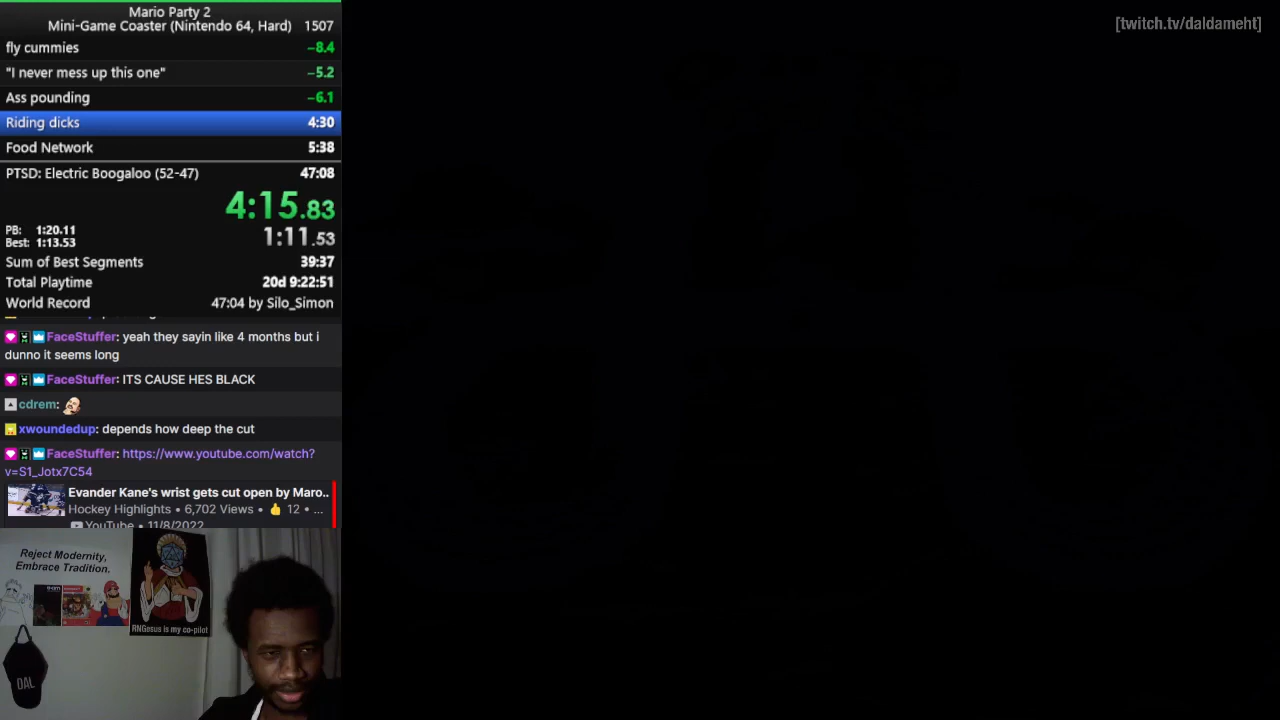 Mario Party 2
Mini-Game Coaster (Nintendo 64, Hard) 1507
fly cummies -8.4
"I never mess up this one" -5.2
Ass pounding -6.1
Riding dicks 4:30
Food Network 5:38
PTSD: Electric Boogaloo (52-47) 47:08
4:15.83
PB: 1:20.11
Best: 1:13.53
1:11.53
Sum of Best Segments 39:37
Total Playtime 20d 9:22:51
World Record 47:04 by Silo_Simon
FaceStuffer: yeah they sayin like 4 months but i
dunno it seems long
FaceStuffer: ITS CAUSE HES BLACK
cdrem:
xwoundedup: depends how deep the cut
FaceStuffer: https://www.youtube.com/watch?
v=S1_Jotx7C54
Evander Kane's wrist gets cut open by Maro..
Hockey Highlights • 6,702 Views • 👍 12 • ...
YouTube • 11/8/2022
Reject Modernity,
Embrace Tradition.
RNGesus is my co-pilot
DAL
[twitch.tv/daldameht]